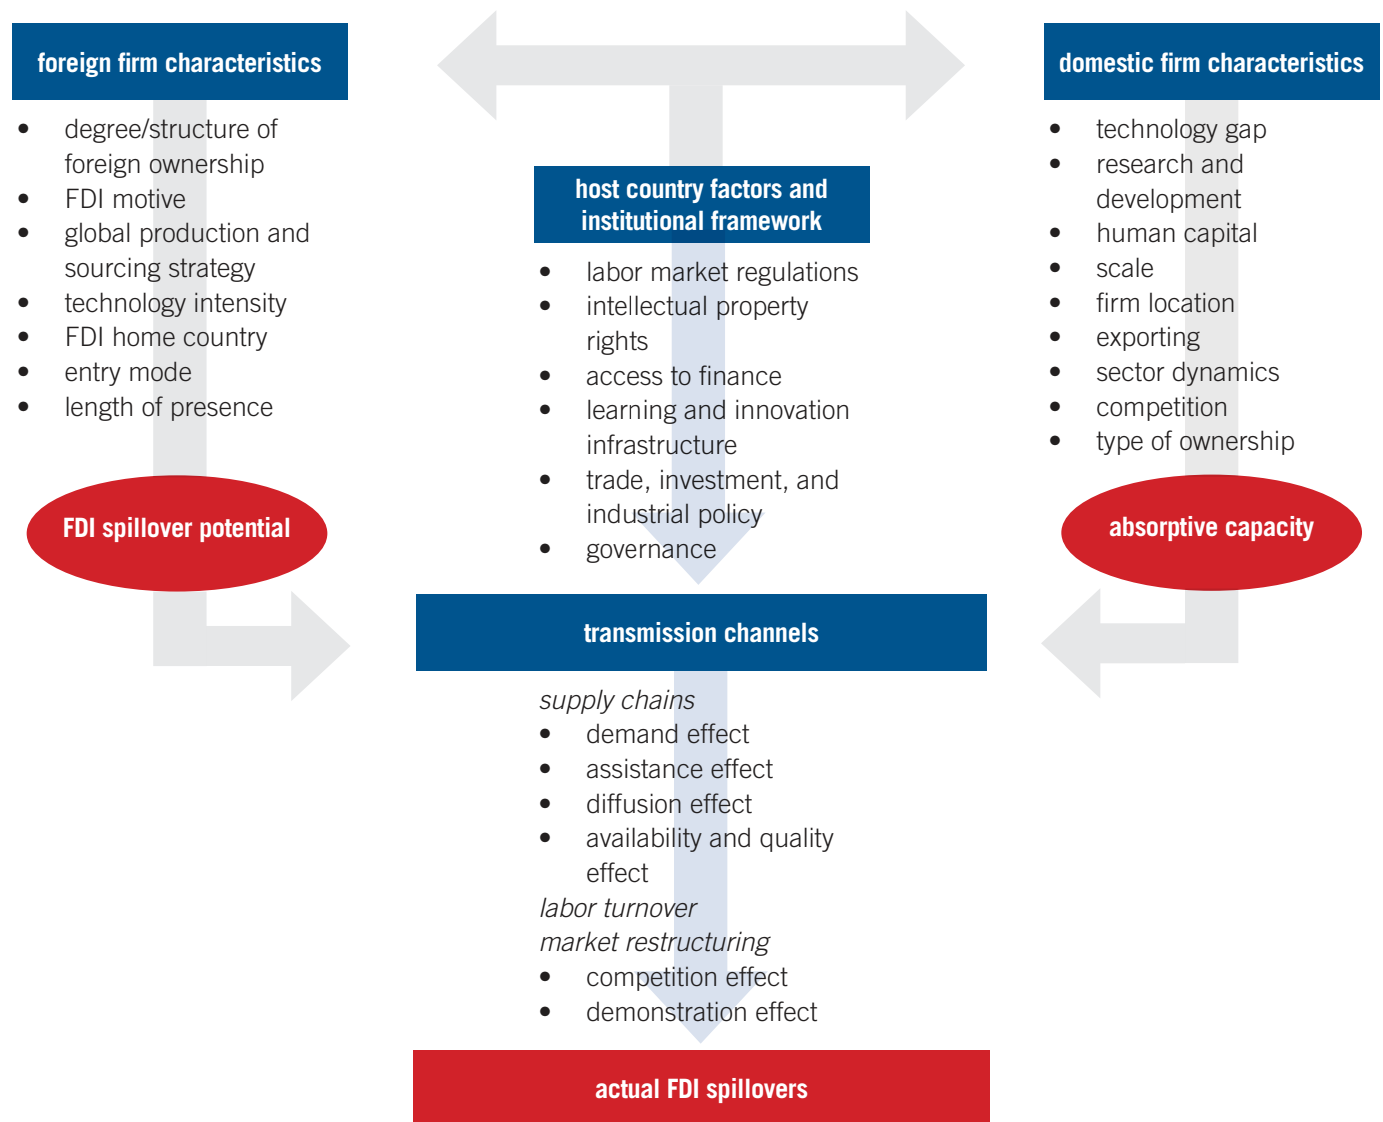 foreign firm characteristics
• degree/structure of
foreign ownership
• FDI motive
• global production and
sourcing strategy
• technology intensity
• FDI home country
• entry mode
• length of presence
FDI spillover potential
host country factors and
institutional framework
• labor market regulations
• intellectual property
rights
• access to finance
• learning and innovation
infrastructure
• trade, investment, and
industrial policy
• governance
domestic firm characteristics
• technology gap
• research and
development
• human capital
• scale
• firm location
• exporting
• sector dynamics
• competition
• type of ownership
absorptive capacity
transmission channels
supply chains
• demand effect
• assistance effect
• diffusion effect
• availability and quality
effect
labor turnover
market restructuring
• competition effect
• demonstration effect
actual FDI spillovers